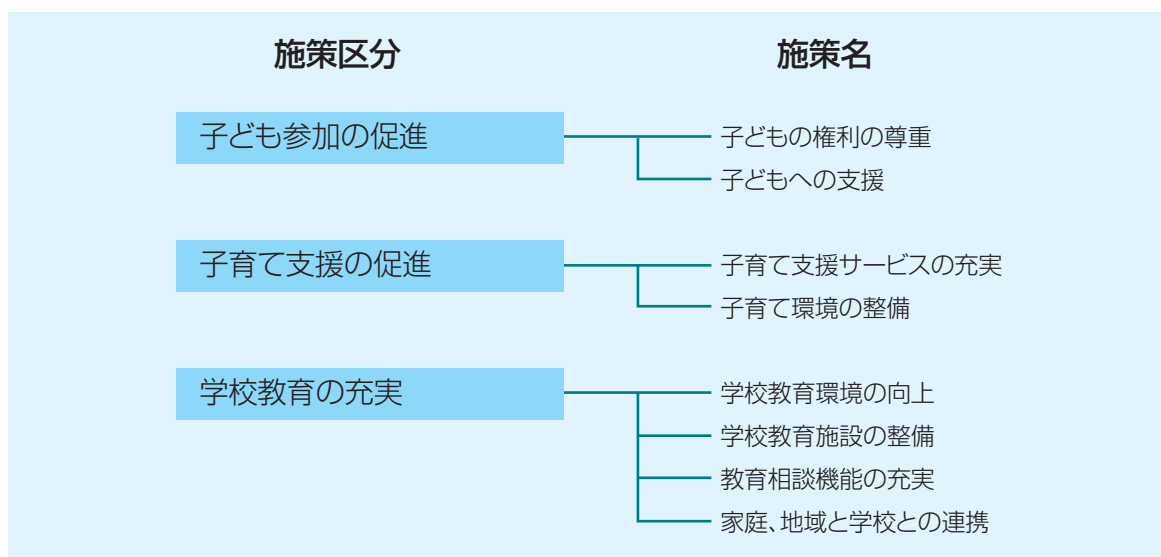 施策区分 施策名
子ども参加の促進 子どもの権利の尊重
子どもへの支援
子育て支援の促進 子育て支援サービスの充実
子育て環境の整備
学校教育の充実 学校教育環境の向上
学校教育施設の整備
教育相談機能の充実
家庭、地域と学校との連携